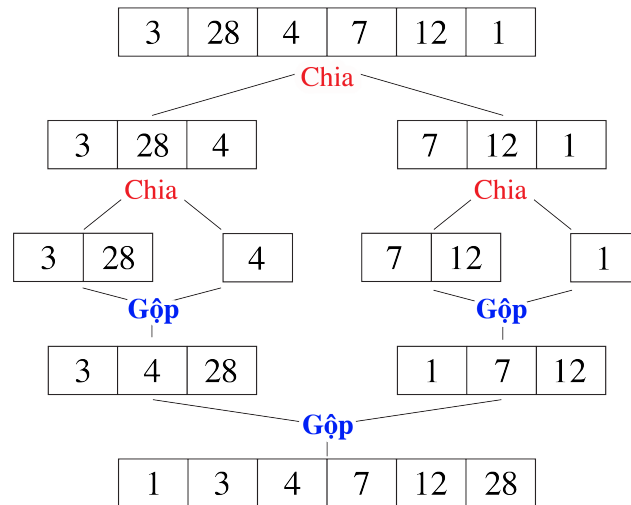 3 28 4 7 12 1
Chia
3 28 4 7 12 1
Chia Chia
3 28 4 7 12 1
Gộp Gộp
3 4 28 1 7 12
Gộp
1 3 4 7 12 28